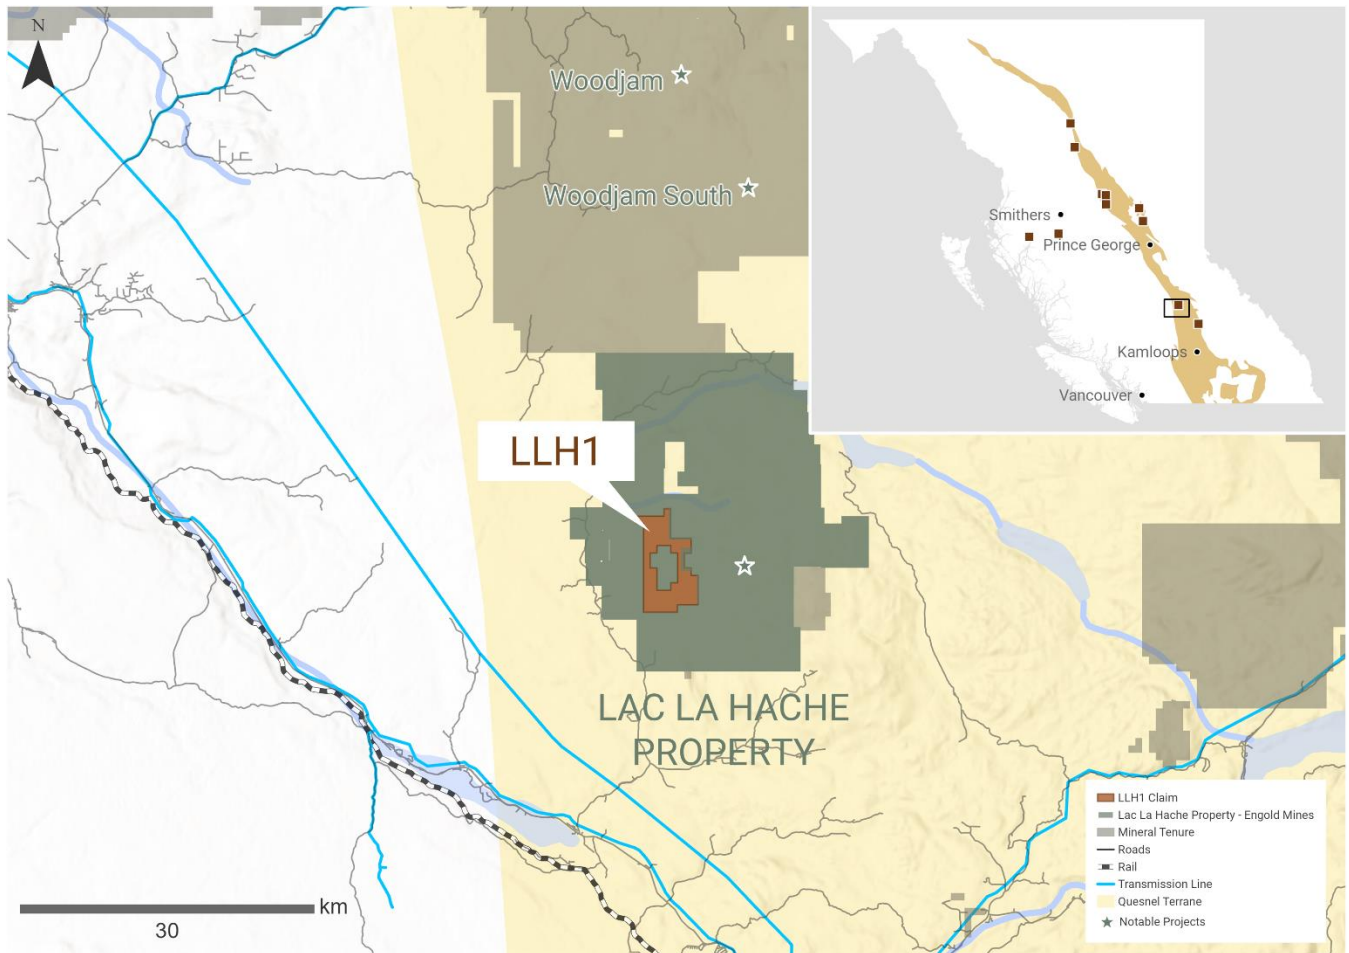 N
Woodjam
Woodjam South
Smithers
Prince George
Kamloops
Vancouver
LLH1
LAC LA HACHE
PROPERTY
LLH1 Claim
Lac La Hache Property - Engold Mines
Mineral Tenure
Roads
Rail
Transmission Line
Quesnel Terrane
Notable Projects
km
30